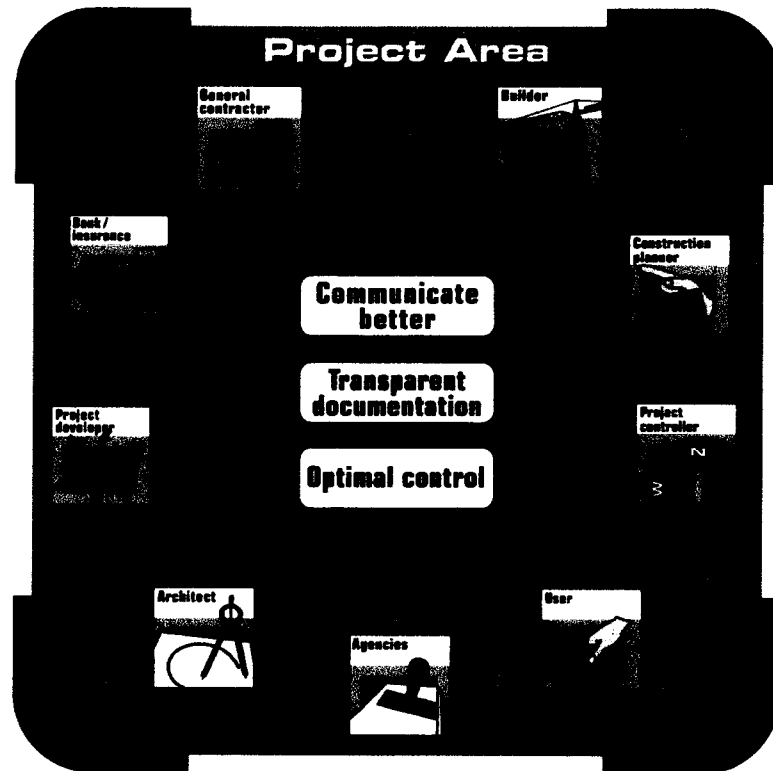 Project Area
General
contractor
Builder
Bank /
insurance
Construction
planner
Communicate
better
Transparent
documentation
Project
developer
Project
controller
N
W
Optimal control
Architect
User
Agencies